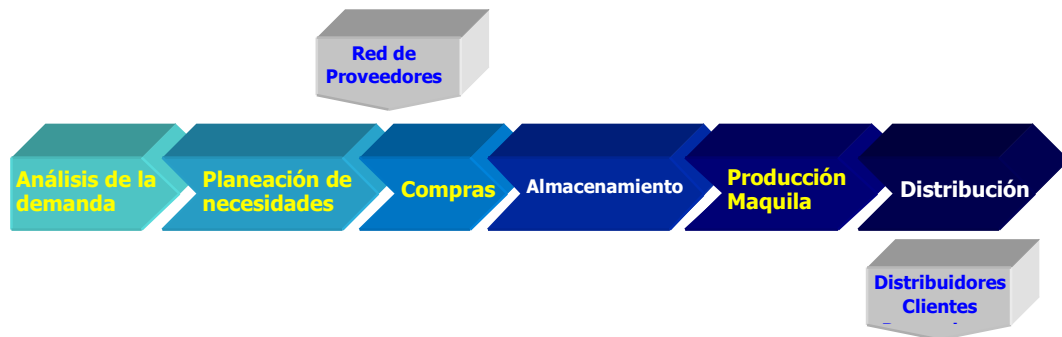 Red de
Proveedores
Análisis de la
demanda
Planeación de
necesidades
Compras
Almacenamiento
Producción
Maquila
Distribución
Distribuidores
Clientes